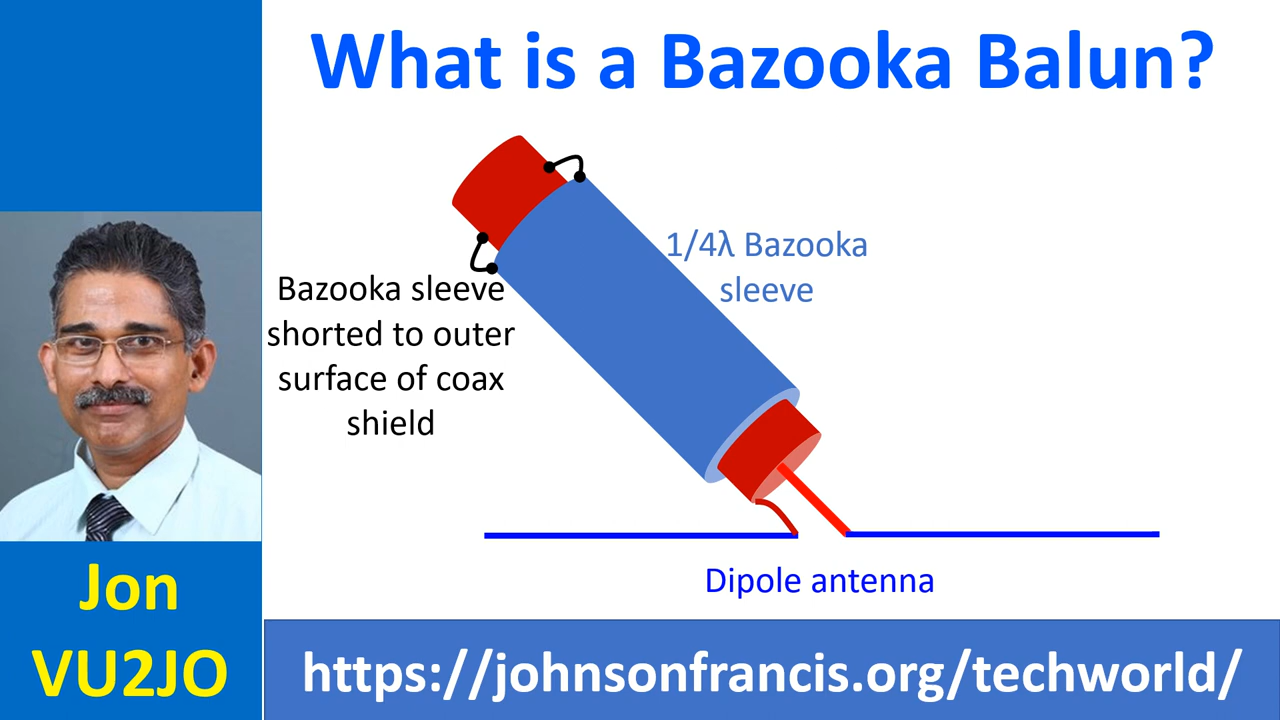 What is a Bazooka Balun?
1/4λ Bazooka
sleeve
Bazooka sleeve
shorted to outer
surface of coax
shield
Dipole antenna
Jon
VU2JO
https://johnsonfrancis.org/techworld/